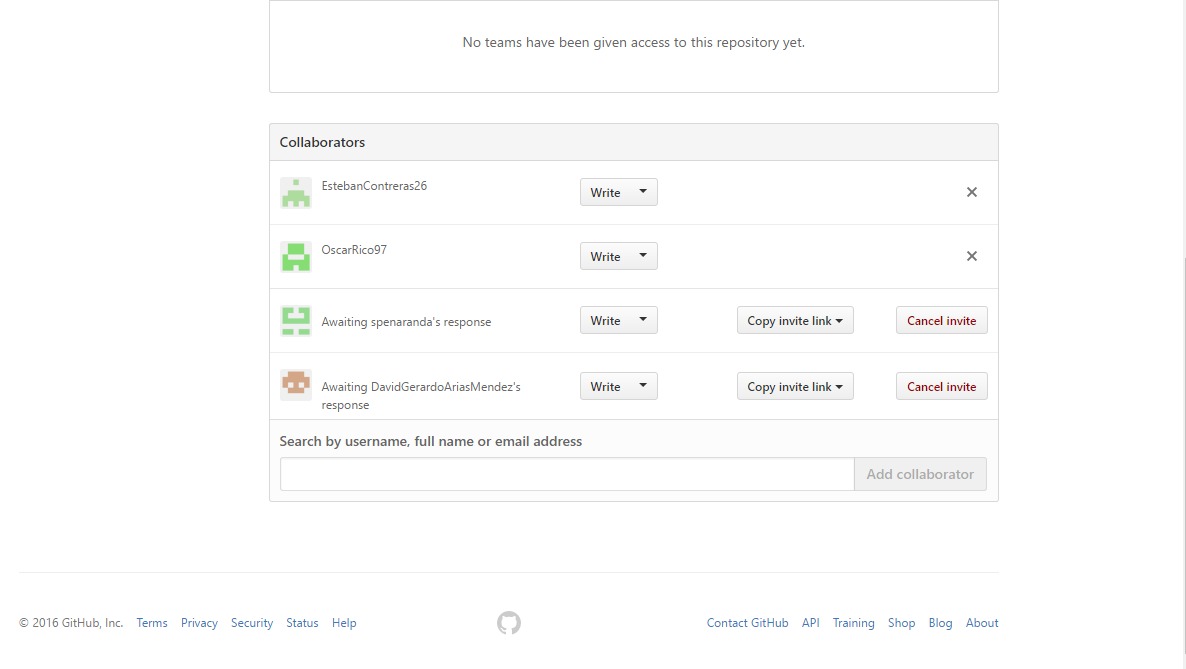 No teams have been given access to this repository yet.
Collaborators
EstebanContreras26
Write
OscarRico97
Write
Awaiting spenaranda's response
Write
Copy invite link
Cancel invite
Awaiting DavidGerardoAriasMendez's
response
Write
Copy invite link
Cancel invite
Search by username, full name or email address
Add collaborator
© 2016 GitHub, Inc. Terms Privacy Security Status Help
Contact GitHub API Training Shop Blog About